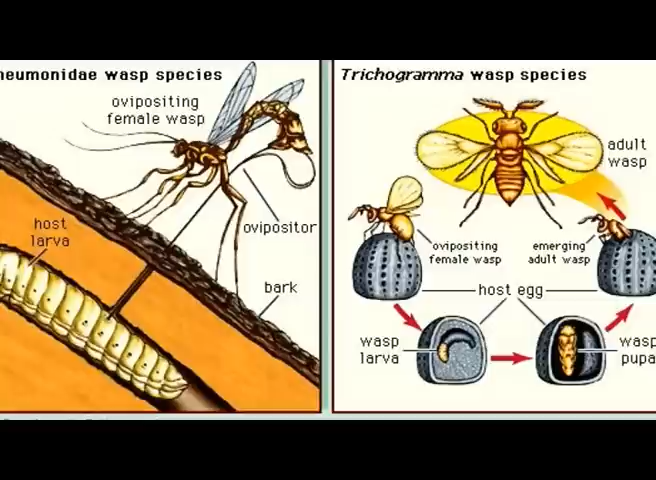 neumonidae wasp species
ovipositing
female wasp
host
larva
ovipositor
bark
Trichogramma wasp species
adult
wasp
ovipositing
female wasp
emerging
adult wasp
host egg
wasp
larva
wasp
pupa